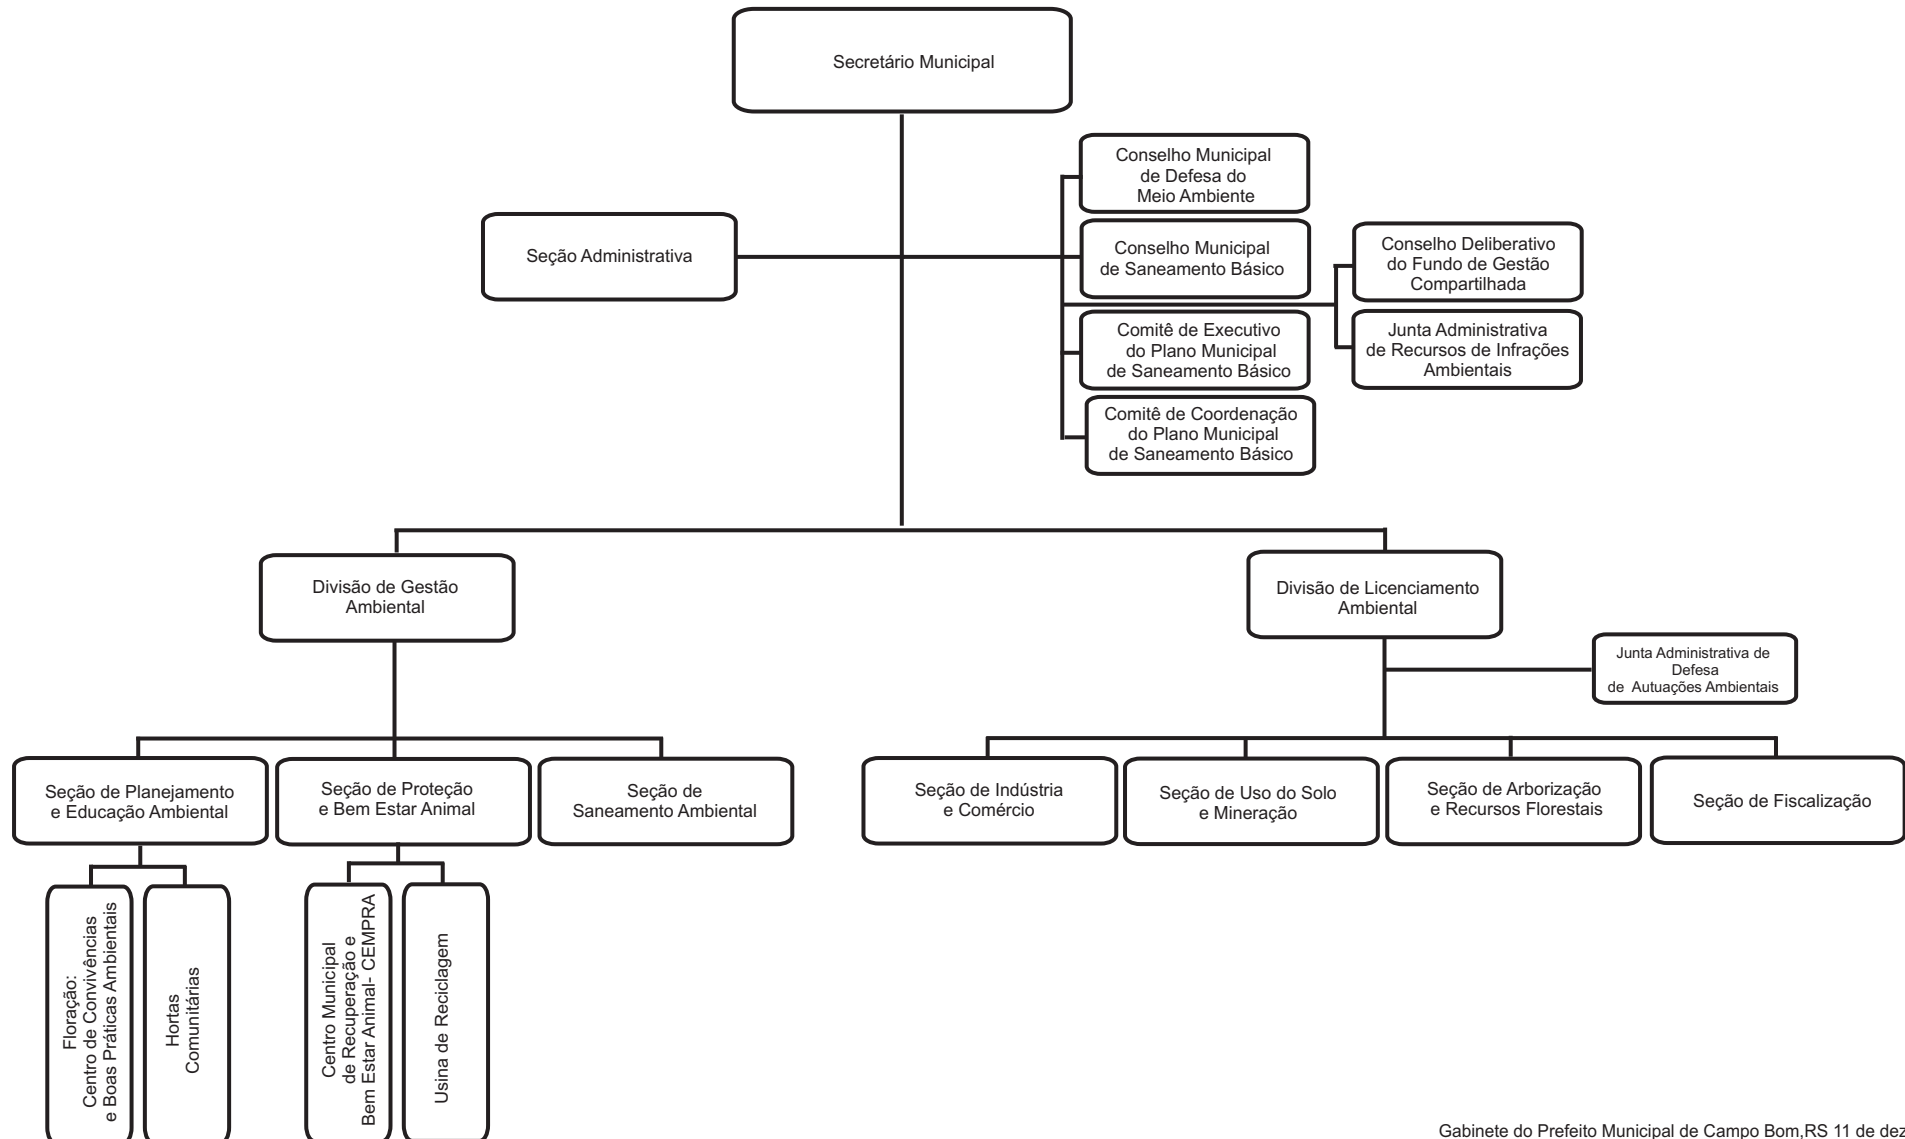 Secretário Municipal
Conselho Municipal
de Defesa do
Meio Ambiente
Seção Administrativa
Conselho Municipal
de Saneamento Básico
Conselho Deliberativo
do Fundo de Gestão
Compartilhada
Comitê de Executivo
do Plano Municipal
de Saneamento Básico
Junta Administrativa
de Recursos de Infrações
Ambientais
Comitê de Coordenação
do Plano Municipal
de Saneamento Básico
Divisão de Gestão
Ambiental
Divisão de Licenciamento
Ambiental
Junta Administrativa de
Defesa
de Autuações Ambientais
Seção de Planejamento
e Educação Ambiental
Seção de Proteção
e Bem Estar Animal
Seção de
Saneamento Ambiental
Seção de Indústria
e Comércio
Seção de Uso do Solo
e Mineração
Seção de Arborização
e Recursos Florestais
Seção de Fiscalização
Floração:
Centro de Convivências
e Boas Práticas Ambientais
Hortas
Comunitárias
Centro Municipal
de Recuperação e
Bem Estar Animal- CEMPRA
Usina de Reciclagem
Gabinete do Prefeito Municipal de Campo Bom,RS 11 de dez